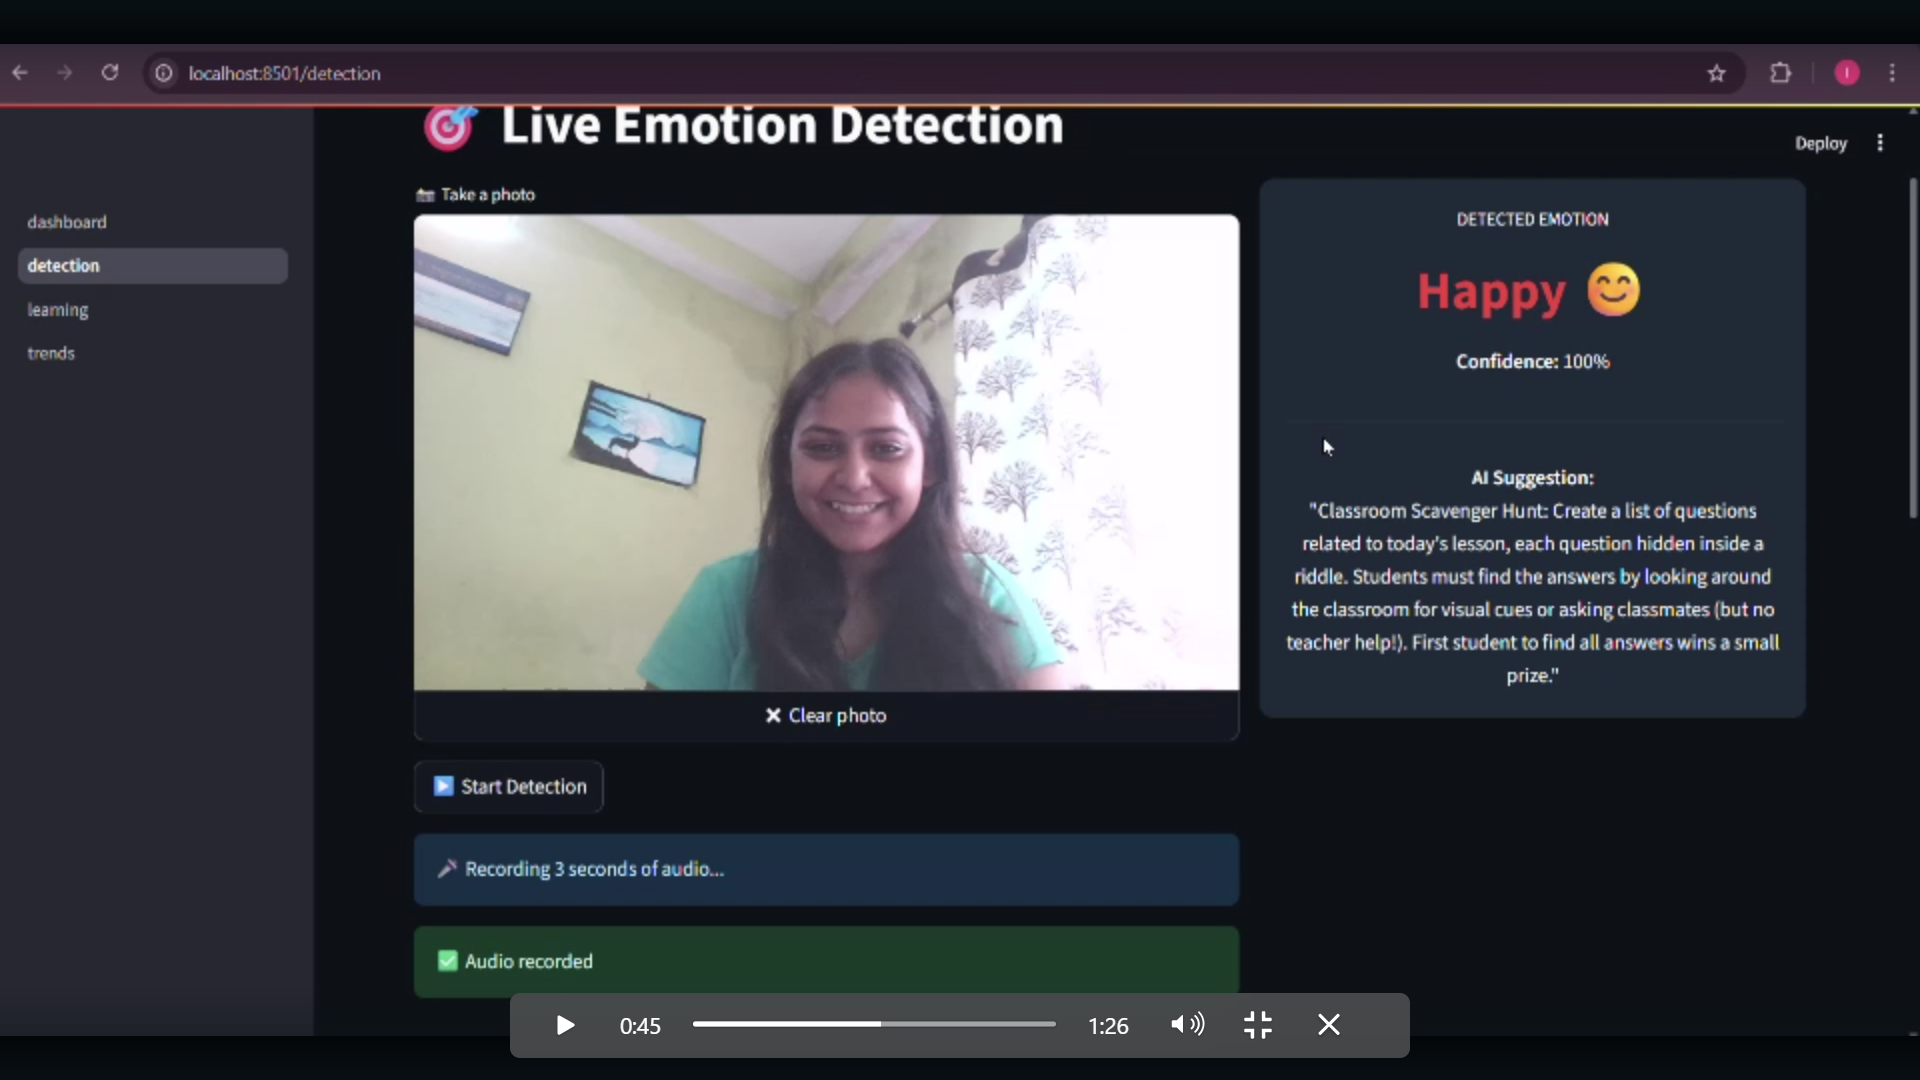 localhost:8501/detection
I
Live Emotion Detection
Deploy
dashboard
detection
learning
trends
Take a photo
Clear photo
Start Detection
Recording 3 seconds of audio...
Audio recorded
DETECTED EMOTION
Happy
Confidence: 100%
AI Suggestion:
"Classroom Scavenger Hunt: Create a list of questions
related to today's lesson, each question hidden inside a
riddle. Students must find the answers by looking around
the classroom for visual cues or asking classmates (but no
teacher help!). First student to find all answers wins a small
prize."
0:45
1:26